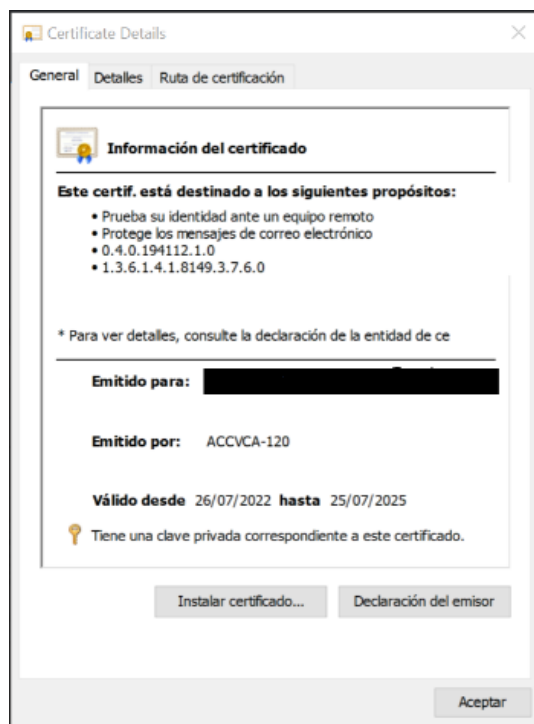 Certificate Details
General Detalles Ruta de certificación
Información del certificado
Este certif. está destinado a los siguientes propósitos:
• Prueba su identidad ante un equipo remoto
• Protege los mensajes de correo electrónico
• 0.4.0.194112.1.0
• 1.3.6.1.4.1.8149.3.7.6.0
* Para ver detalles, consulte la declaración de la entidad de ce
Emitido para:
Emitido por: ACCVCA-120
Válido desde 26/07/2022 hasta 25/07/2025
Tiene una clave privada correspondiente a este certificado.
Instalar certificado... Declaración del emisor
Aceptar